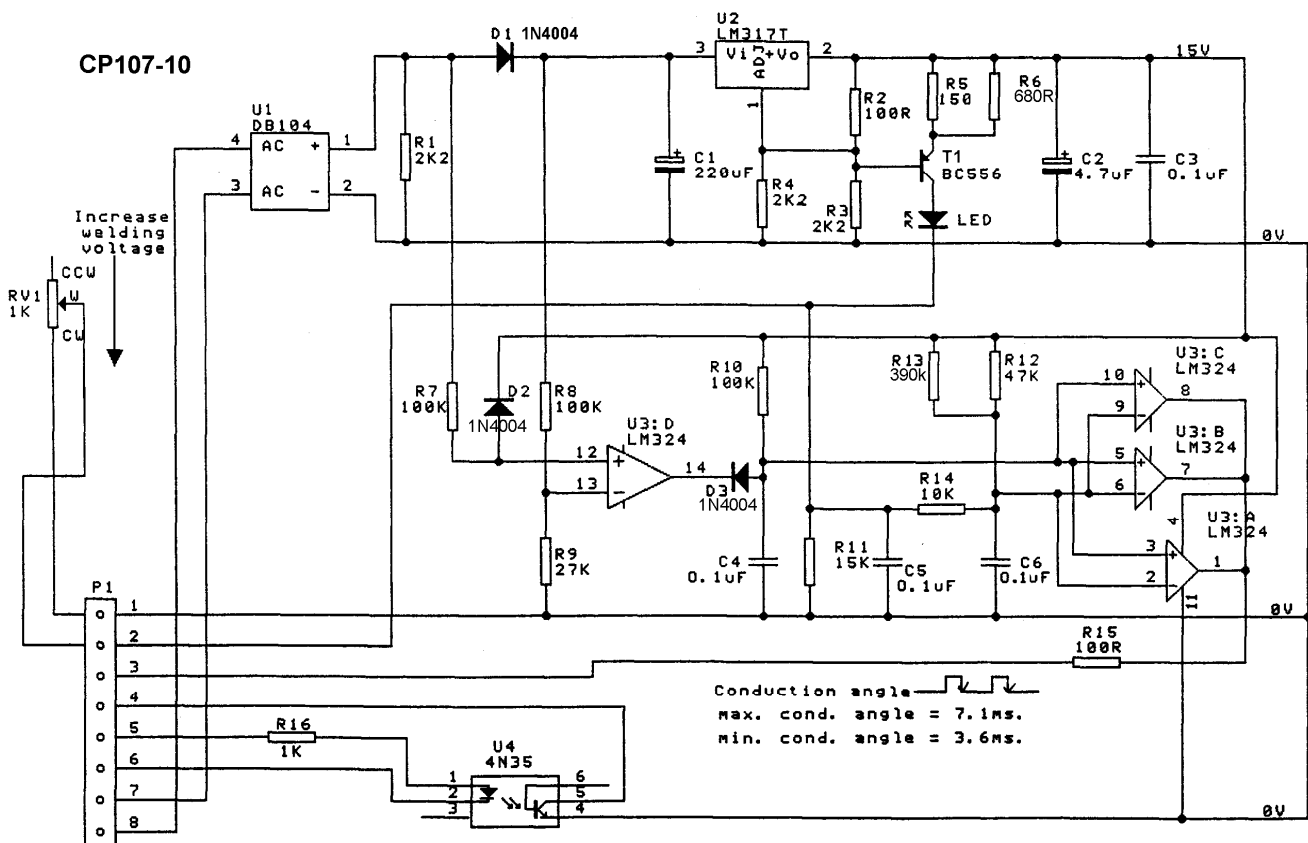 CP107-10
D1 1N4004
U2
LM317T
3
Vi
+Vo
ADJ
2
1
15V
U1
DB104
4
AC
+
1
3
AC
-
2
R1
2K2
C1
220uF
+
R2
100R
R4
2K2
R3
2K2
R5
150
R6
680R
T1
BC556
LED
+
C2
4.7uF
C3
0.1uF
0V
Increase
welding
voltage
CCW
RV1
1K
W
CW
R7
100K
D2
1N4004
R8
100K
U3:D
LM324
12
+
13
-
14
D3
1N4004
R10
100K
R13
390k
R12
47K
U3:C
LM324
10
+
9
-
8
U3:B
LM324
5
+
6
-
7
R14
10K
4
U3:A
LM324
3
+
2
-
1
11
R9
27K
C4
0.1uF
R11
15K
C5
0.1uF
C6
0.1uF
0V
P1
1
2
3
4
5
6
7
8
R15
100R
Conduction angle
max. cond. angle = 7.1ms.
min. cond. angle = 3.6ms.
R16
1K
U4
4N35
1
2
3
6
5
4
0V